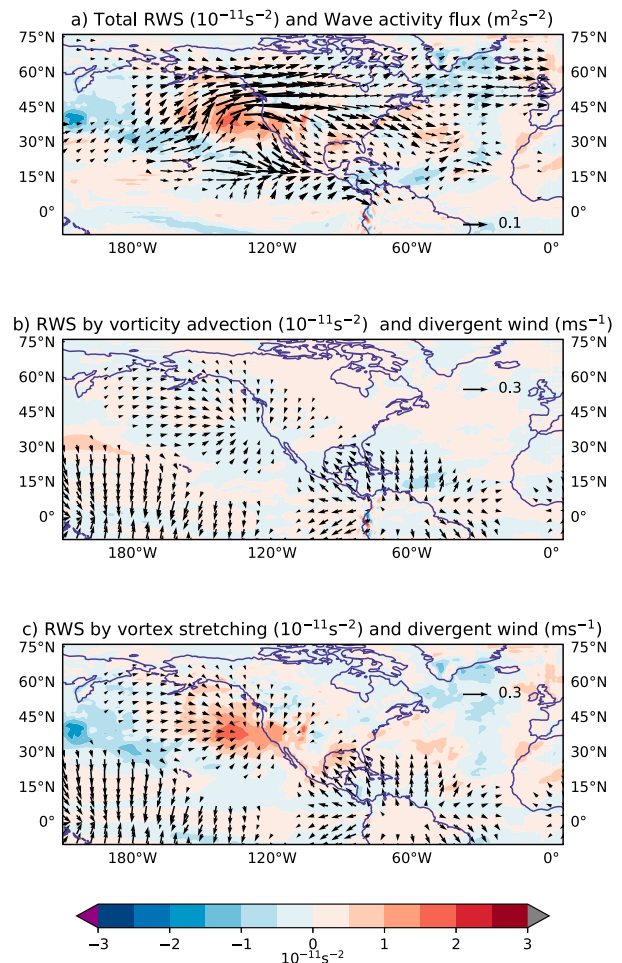 a) Total RWS (10⁻¹¹s⁻²) and Wave activity flux (m²s⁻²)
75°N 75°N
60°N 60°N
45°N 45°N
30°N 30°N
15°N 15°N
0° 0°
0.1
180°W 120°W 60°W 0°
b) RWS by vorticity advection (10⁻¹¹s⁻²) and divergent wind (ms⁻¹)
75°N 75°N
60°N 0.3 60°N
45°N 45°N
30°N 30°N
15°N 15°N
0° 0°
180°W 120°W 60°W 0°
c) RWS by vortex stretching (10⁻¹¹s⁻²) and divergent wind (ms⁻¹)
75°N 75°N
60°N 0.3 60°N
45°N 45°N
30°N 30°N
15°N 15°N
0° 0°
180°W 120°W 60°W 0°
−3 −2 −1 0 1 2 3
10⁻¹¹s⁻²